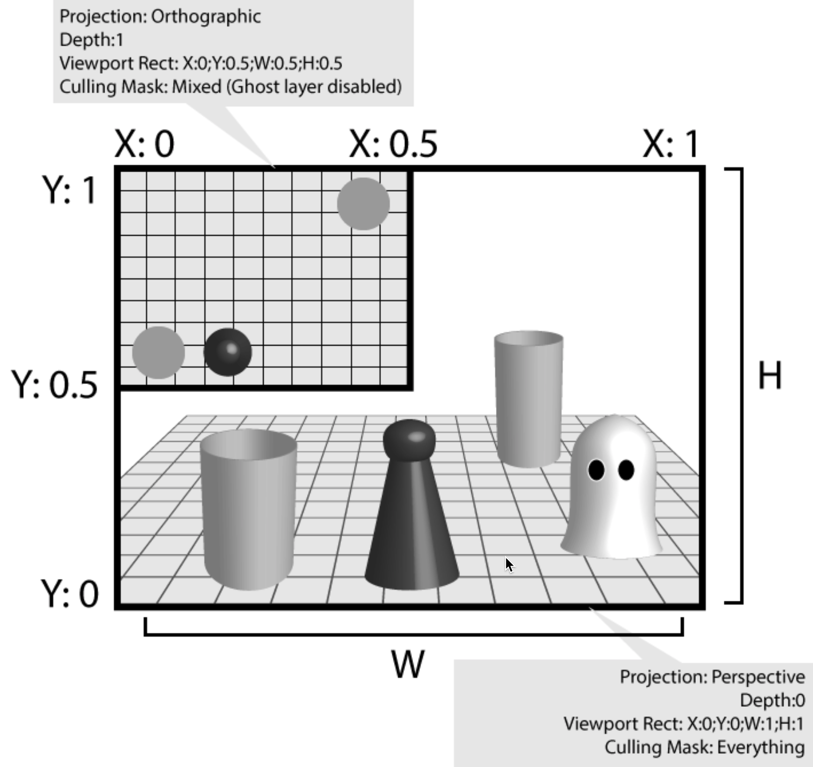 Projection: Orthographic
Depth:1
Viewport Rect: X:0;Y:0.5;W:0.5;H:0.5
Culling Mask: Mixed (Ghost layer disabled)
X: 0 X: 0.5 X: 1
Y: 1
Y: 0.5
H
Y: 0
W
Projection: Perspective
Depth:0
Viewport Rect: X:0;Y:0;W:1;H:1
Culling Mask: Everything